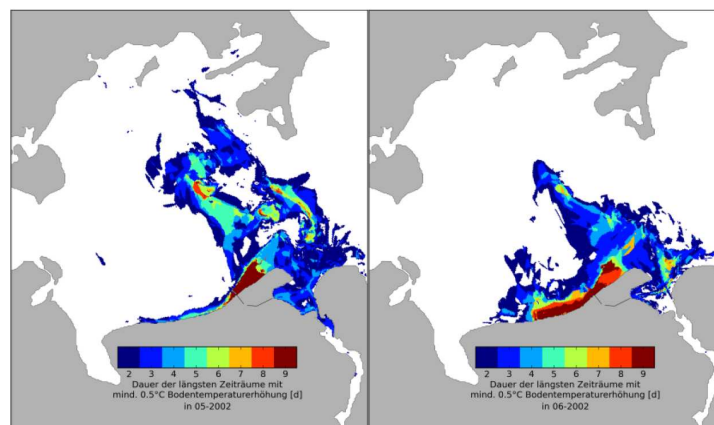 2 3 4 5 6 7 8 9
Dauer der längsten Zeiträume mit
mind. 0.5°C Bodentemperaturerhöhung [d]
in 05-2002
2 3 4 5 6 7 8 9
Dauer der längsten Zeiträume mit
mind. 0.5°C Bodentemperaturerhöhung [d]
in 06-2002